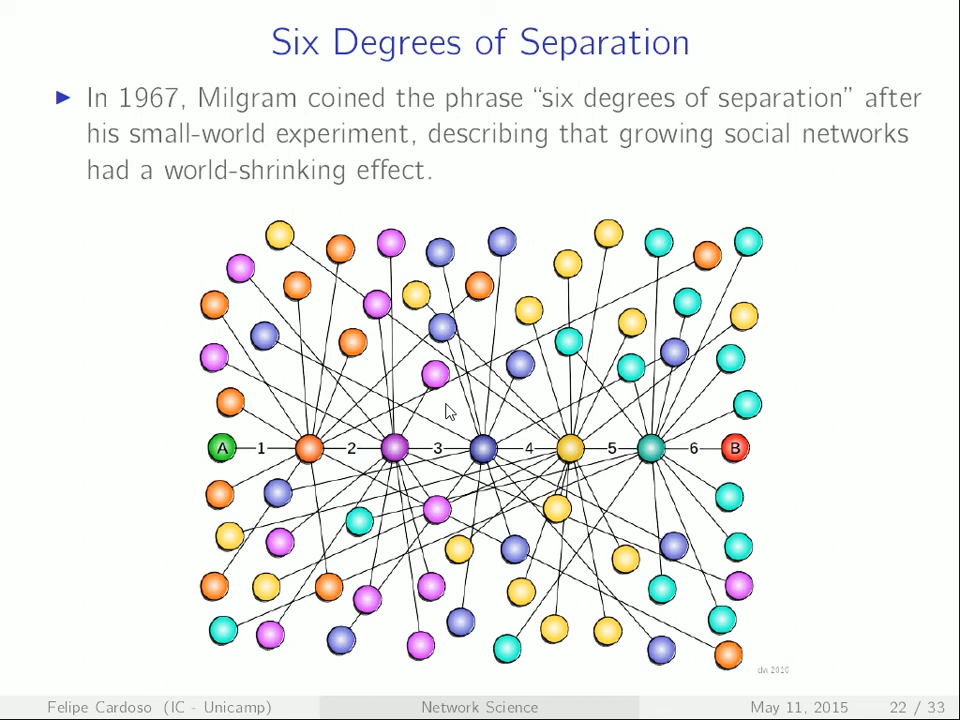 Six Degrees of Separation
▶ In 1967, Milgram coined the phrase “six degrees of separation” after
his small-world experiment, describing that growing social networks
had a world-shrinking effect.
A 1 2 3 4 5 6 B
dw 2010
Felipe Cardoso (IC - Unicamp) Network Science May 11, 2015 22 / 33